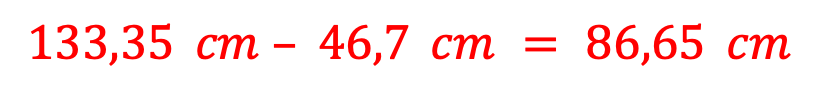 133,35 cm – 46,7 cm = 86,65 cm